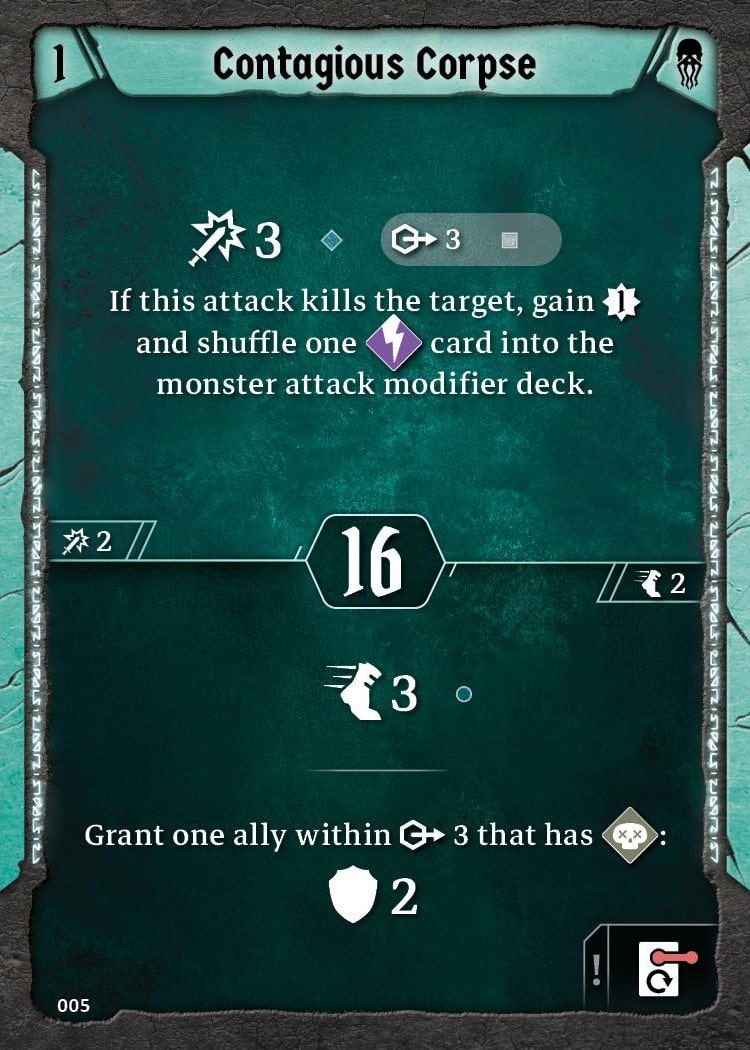 1
Contagious Corpse
3
3
If this attack kills the target, gain 1
and shuffle one card into the
monster attack modifier deck.
2
16
2
3
Grant one ally within 3 that has :
2
!
005